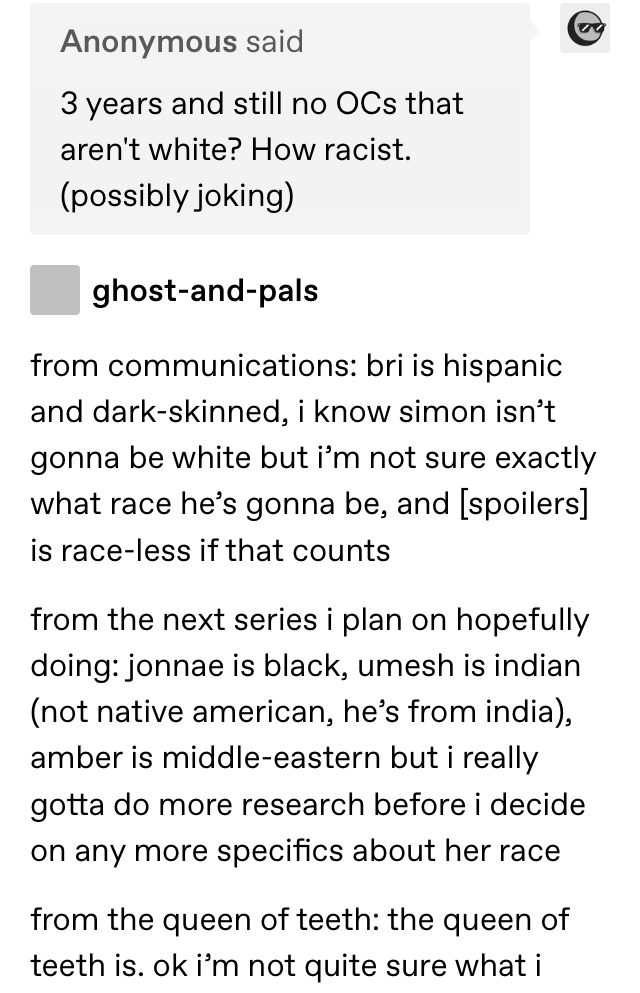 Anonymous said
3 years and still no OCs that
aren't white? How racist.
(possibly joking)
ghost-and-pals
from communications: bri is hispanic
and dark-skinned, i know simon isn’t
gonna be white but i’m not sure exactly
what race he’s gonna be, and [spoilers]
is race-less if that counts
from the next series i plan on hopefully
doing: jonnae is black, umesh is indian
(not native american, he’s from india),
amber is middle-eastern but i really
gotta do more research before i decide
on any more specifics about her race
from the queen of teeth: the queen of
teeth is. ok i’m not quite sure what i